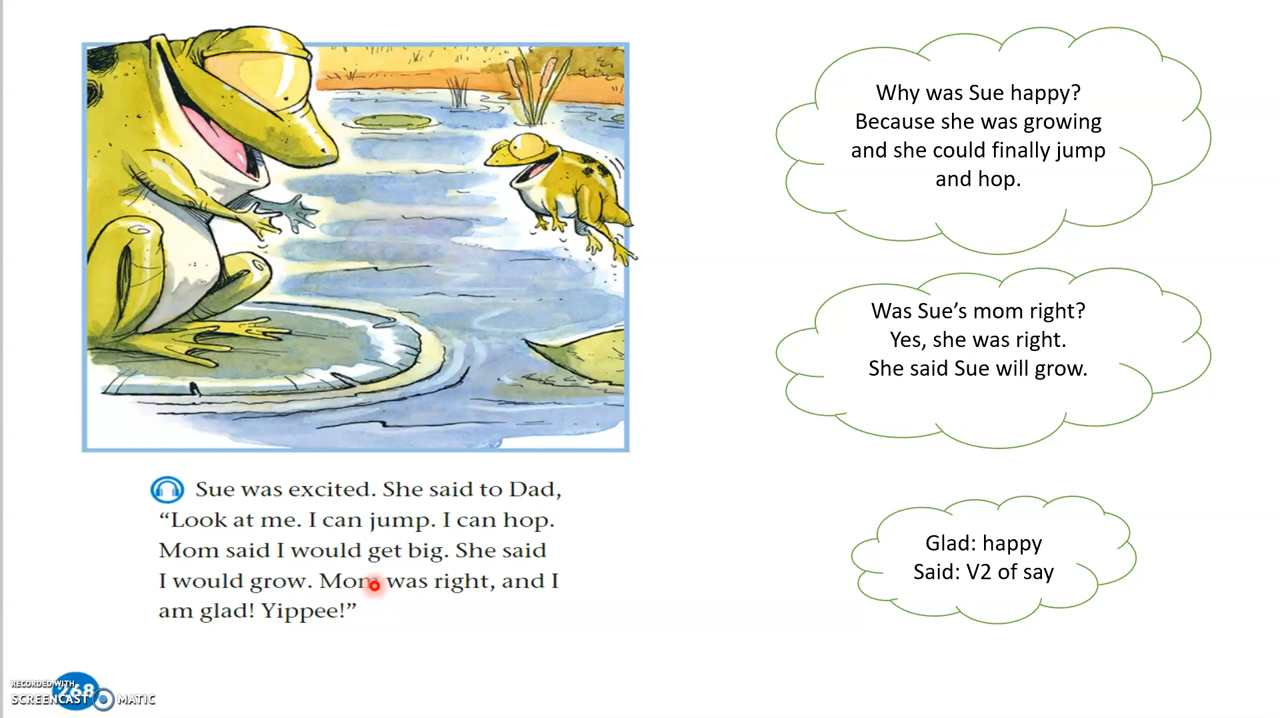 Why was Sue happy?
Because she was growing
and she could finally jump
and hop.
Was Sue's mom right?
Yes, she was right.
She said Sue will grow.
Sue was excited. She said to Dad,
“Look at me. I can jump. I can hop.
Mom said I would get big. She said
I would grow. Mom was right, and I
am glad! Yippee!”
Glad: happy
Said: V2 of say
268
RECORDED WITH
SCREENCAST MATIC